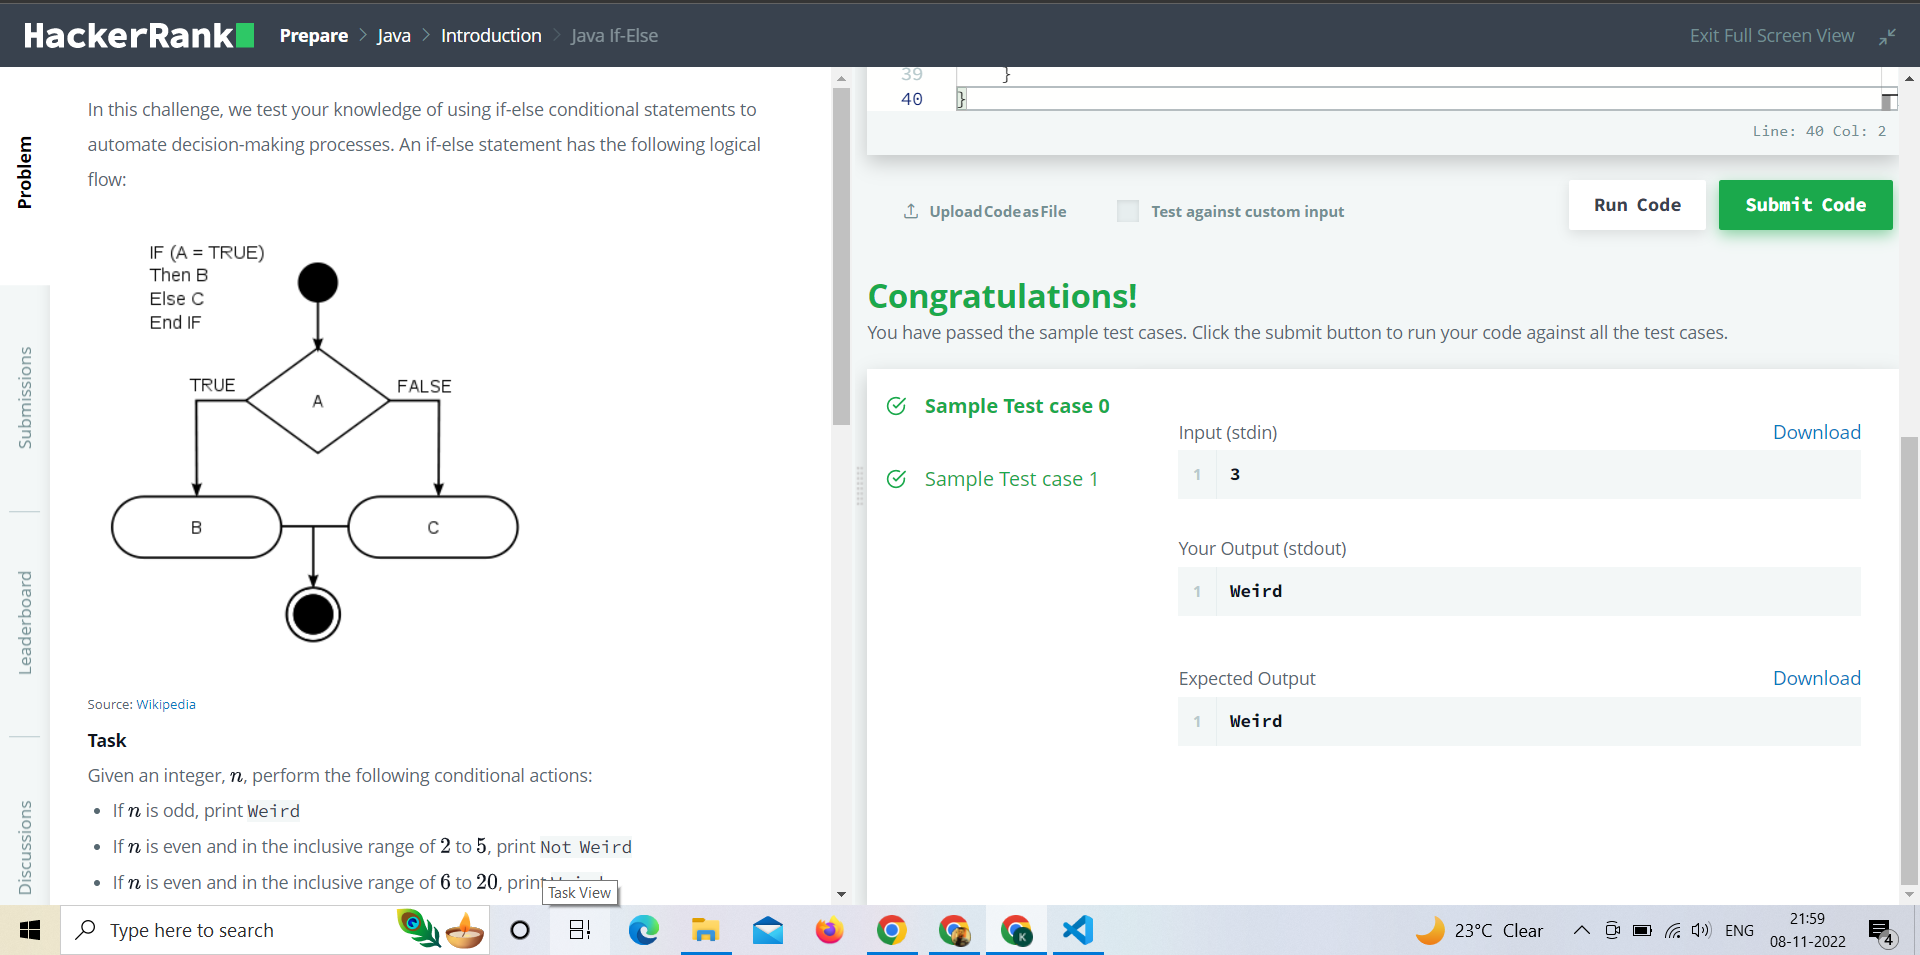 HackerRank
Prepare > Java > Introduction > Java If-Else
Exit Full Screen View
Problem
Submissions
Leaderboard
Discussions
In this challenge, we test your knowledge of using if-else conditional statements to
automate decision-making processes. An if-else statement has the following logical
flow:
IF (A = TRUE)
Then B
Else C
End IF
TRUE
FALSE
A
B
C
Source: Wikipedia
Task
Given an integer, n, perform the following conditional actions:
• If n is odd, print Weird
• If n is even and in the inclusive range of 2 to 5, print Not Weird
• If n is even and in the inclusive range of 6 to 20, print
Task View
39 }
40 }
Line: 40 Col: 2
Upload Code as File
Test against custom input
Run Code
Submit Code
Congratulations!
You have passed the sample test cases. Click the submit button to run your code against all the test cases.
Sample Test case 0
Sample Test case 1
Input (stdin)
Download
1 3
Your Output (stdout)
1 Weird
Expected Output
Download
1 Weird
Type here to search
K
23°C Clear
ENG
21:59
08-11-2022
4